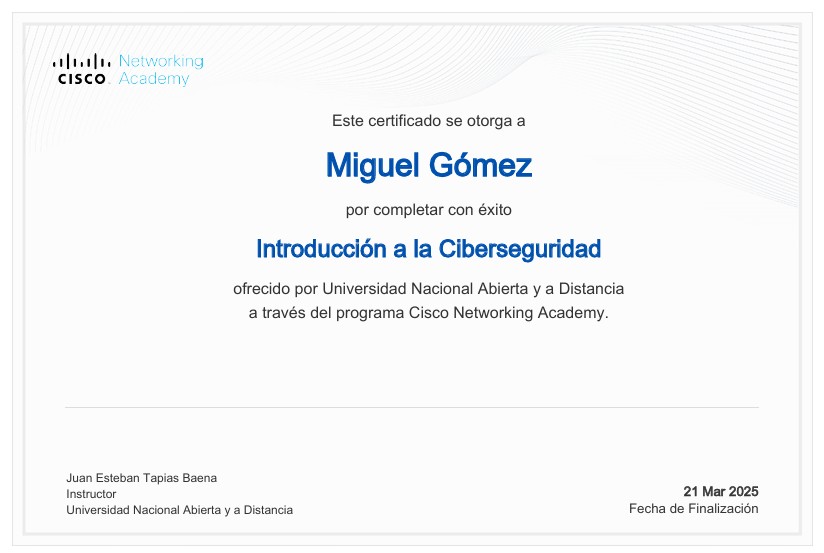 Networking
CISCO Academy
Este certificado se otorga a
Miguel Gómez
por completar con éxito
Introducción a la Ciberseguridad
ofrecido por Universidad Nacional Abierta y a Distancia
a través del programa Cisco Networking Academy.
Juan Esteban Tapias Baena
Instructor
Universidad Nacional Abierta y a Distancia
21 Mar 2025
Fecha de Finalización